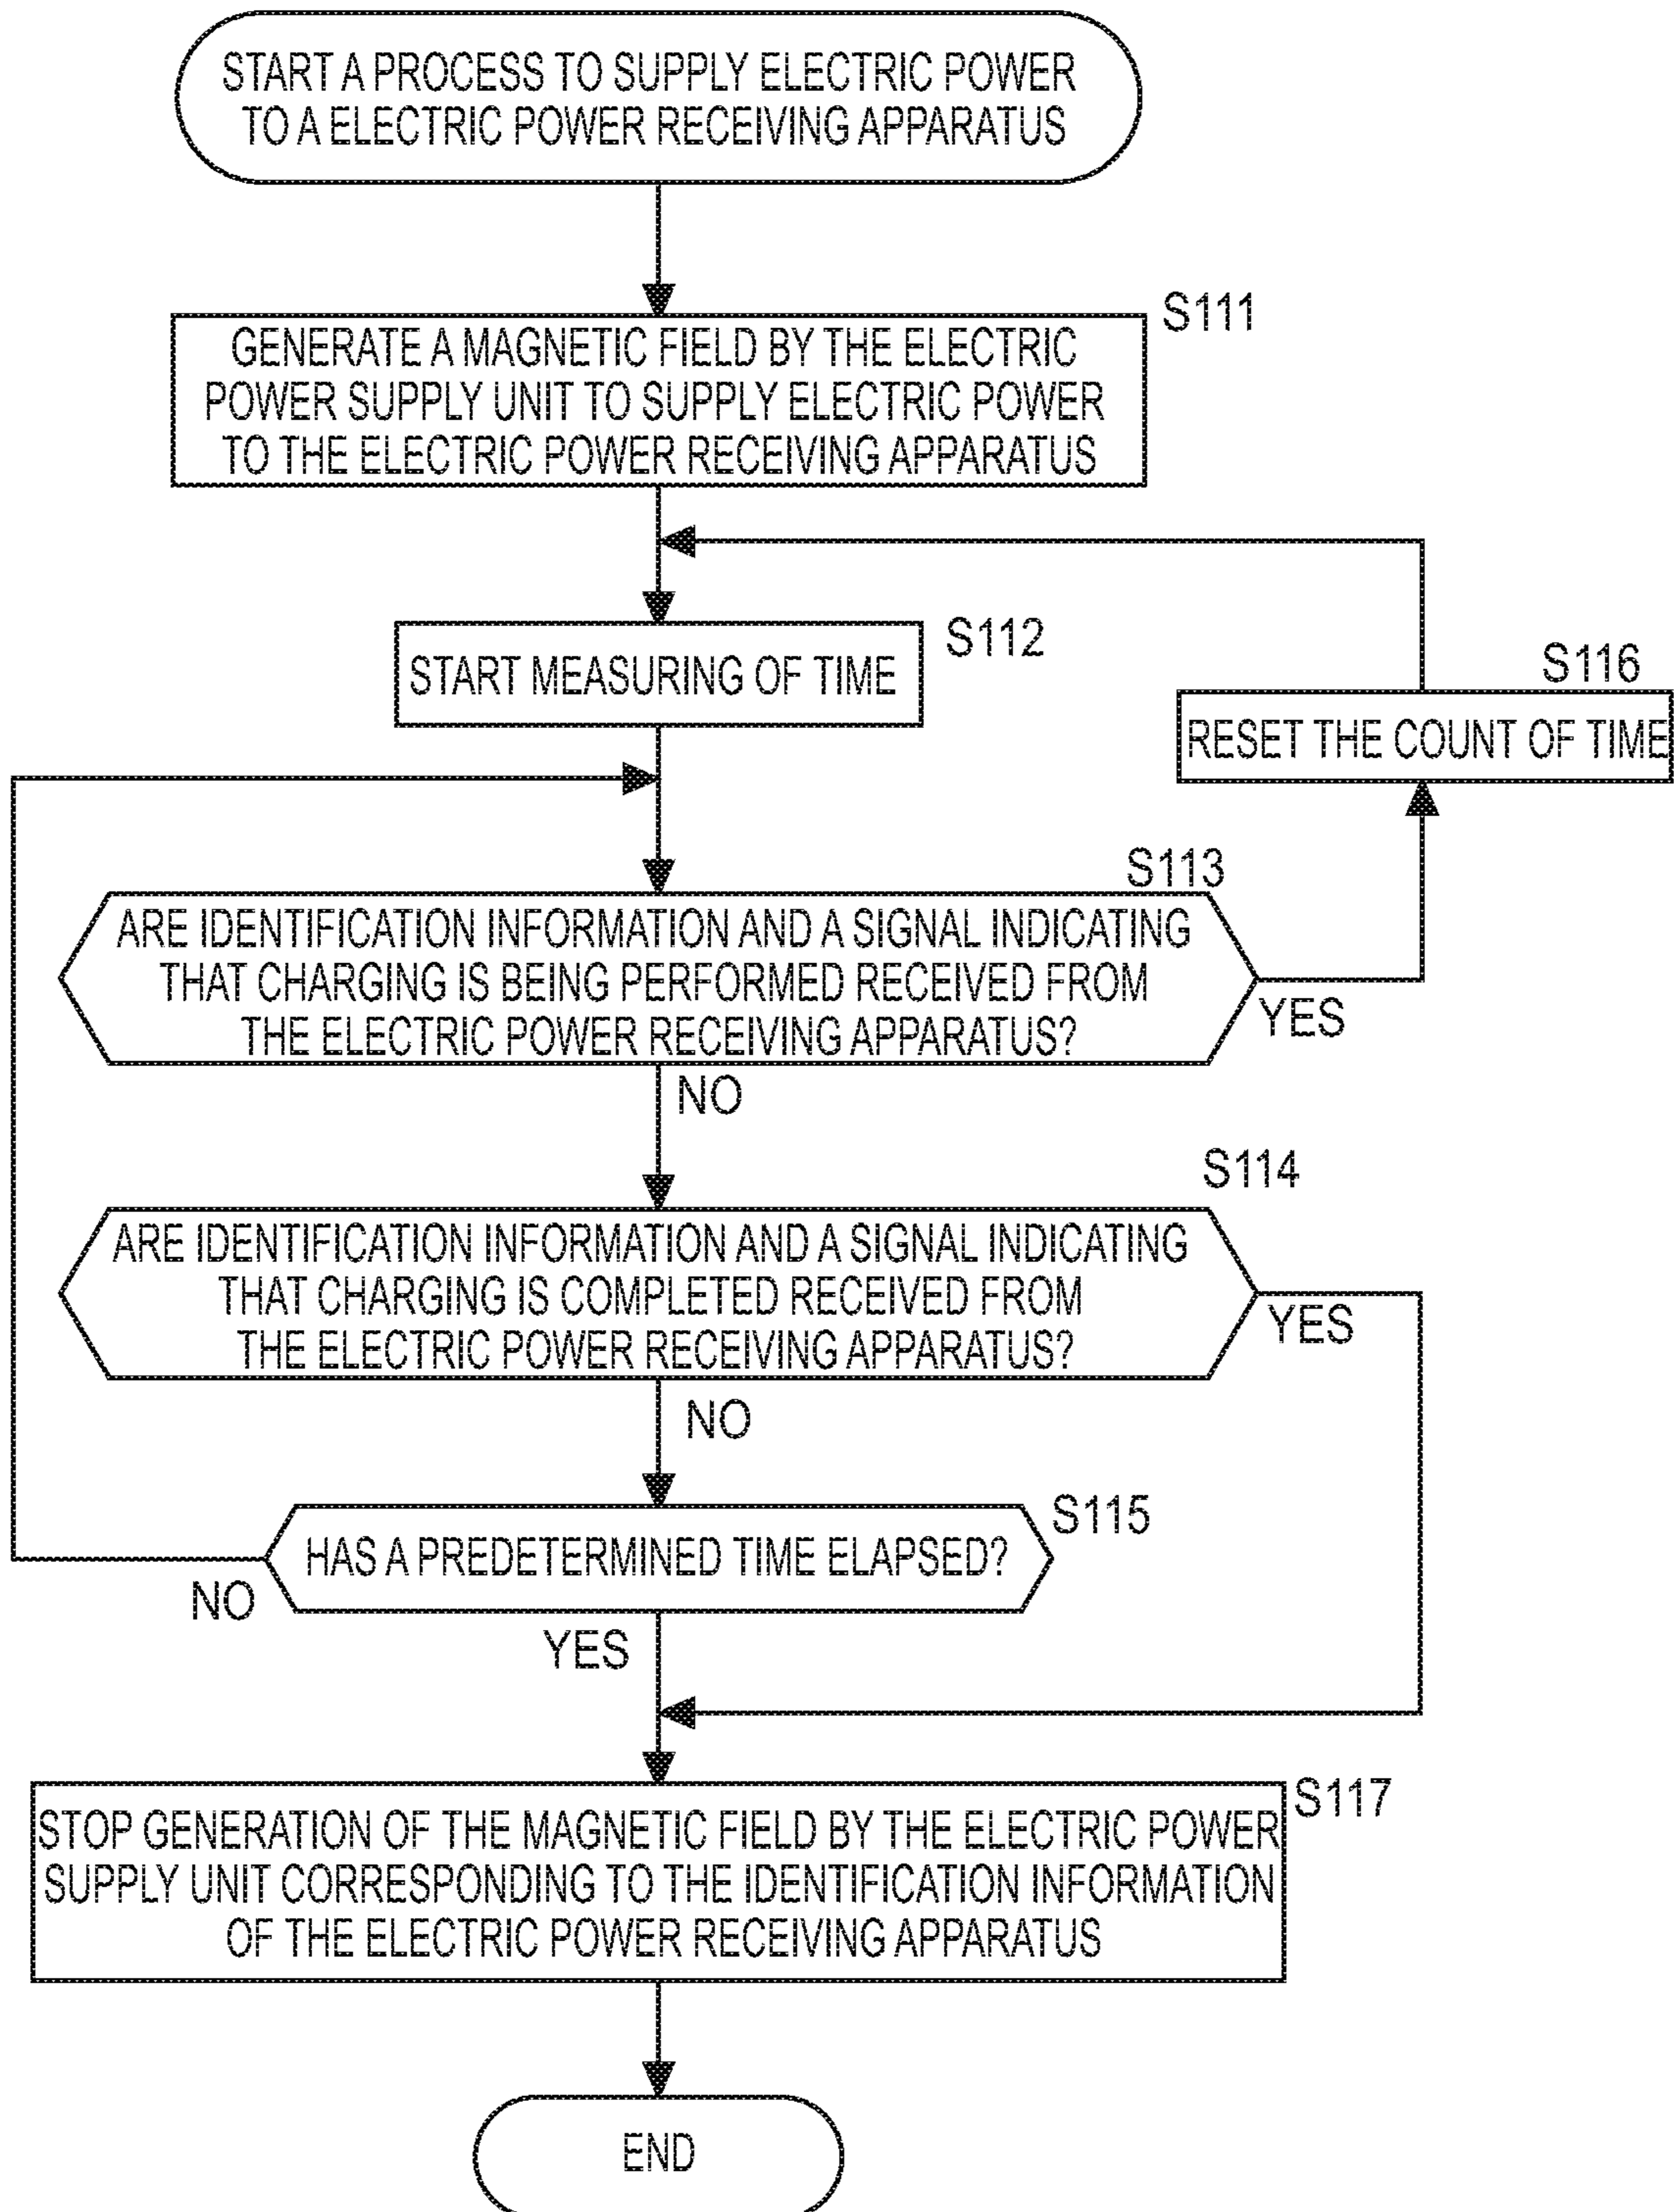 START A PROCESS TO SUPPLY ELECTRIC POWER
TO A ELECTRIC POWER RECEIVING APPARATUS
S111
GENERATE A MAGNETIC FIELD BY THE ELECTRIC
POWER SUPPLY UNIT TO SUPPLY ELECTRIC POWER
TO THE ELECTRIC POWER RECEIVING APPARATUS
S112
START MEASURING OF TIME
S116
RESET THE COUNT OF TIME
S113
ARE IDENTIFICATION INFORMATION AND A SIGNAL INDICATING
THAT CHARGING IS BEING PERFORMED RECEIVED FROM
THE ELECTRIC POWER RECEIVING APPARATUS?
YES
NO
S114
ARE IDENTIFICATION INFORMATION AND A SIGNAL INDICATING
THAT CHARGING IS COMPLETED RECEIVED FROM
THE ELECTRIC POWER RECEIVING APPARATUS?
YES
NO
S115
HAS A PREDETERMINED TIME ELAPSED?
NO
YES
S117
STOP GENERATION OF THE MAGNETIC FIELD BY THE ELECTRIC POWER
SUPPLY UNIT CORRESPONDING TO THE IDENTIFICATION INFORMATION
OF THE ELECTRIC POWER RECEIVING APPARATUS
END